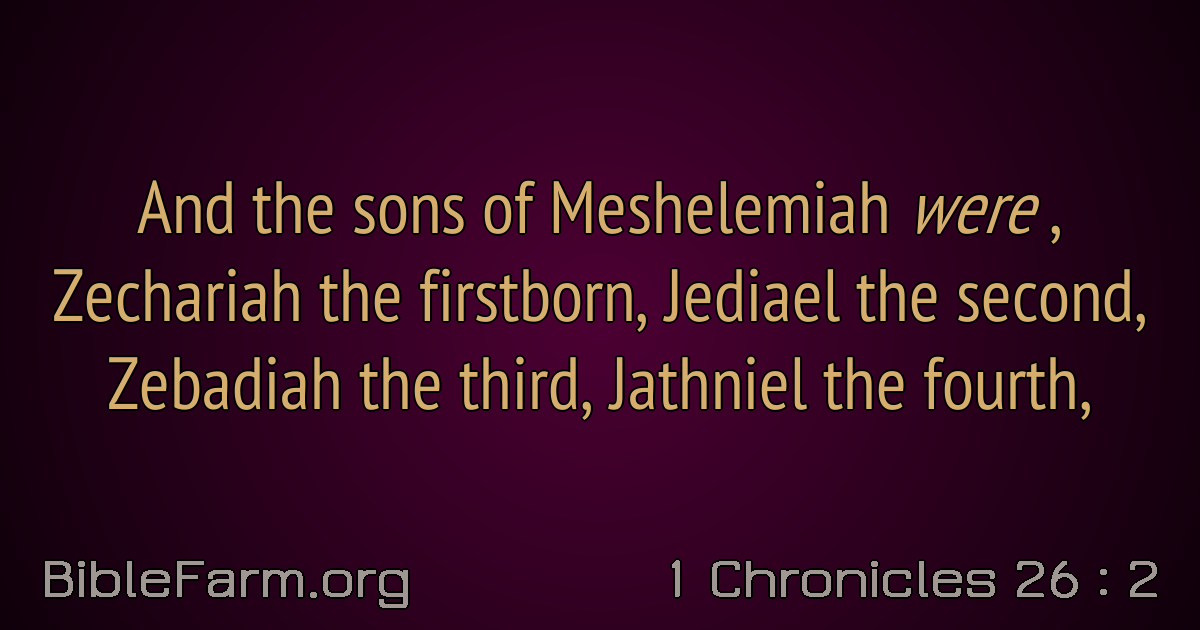 And the sons of Meshelemiah were ,
Zechariah the firstborn, Jediael the second,
Zebadiah the third, Jathniel the fourth,
BibleFarm.org
1 Chronicles 26 : 2